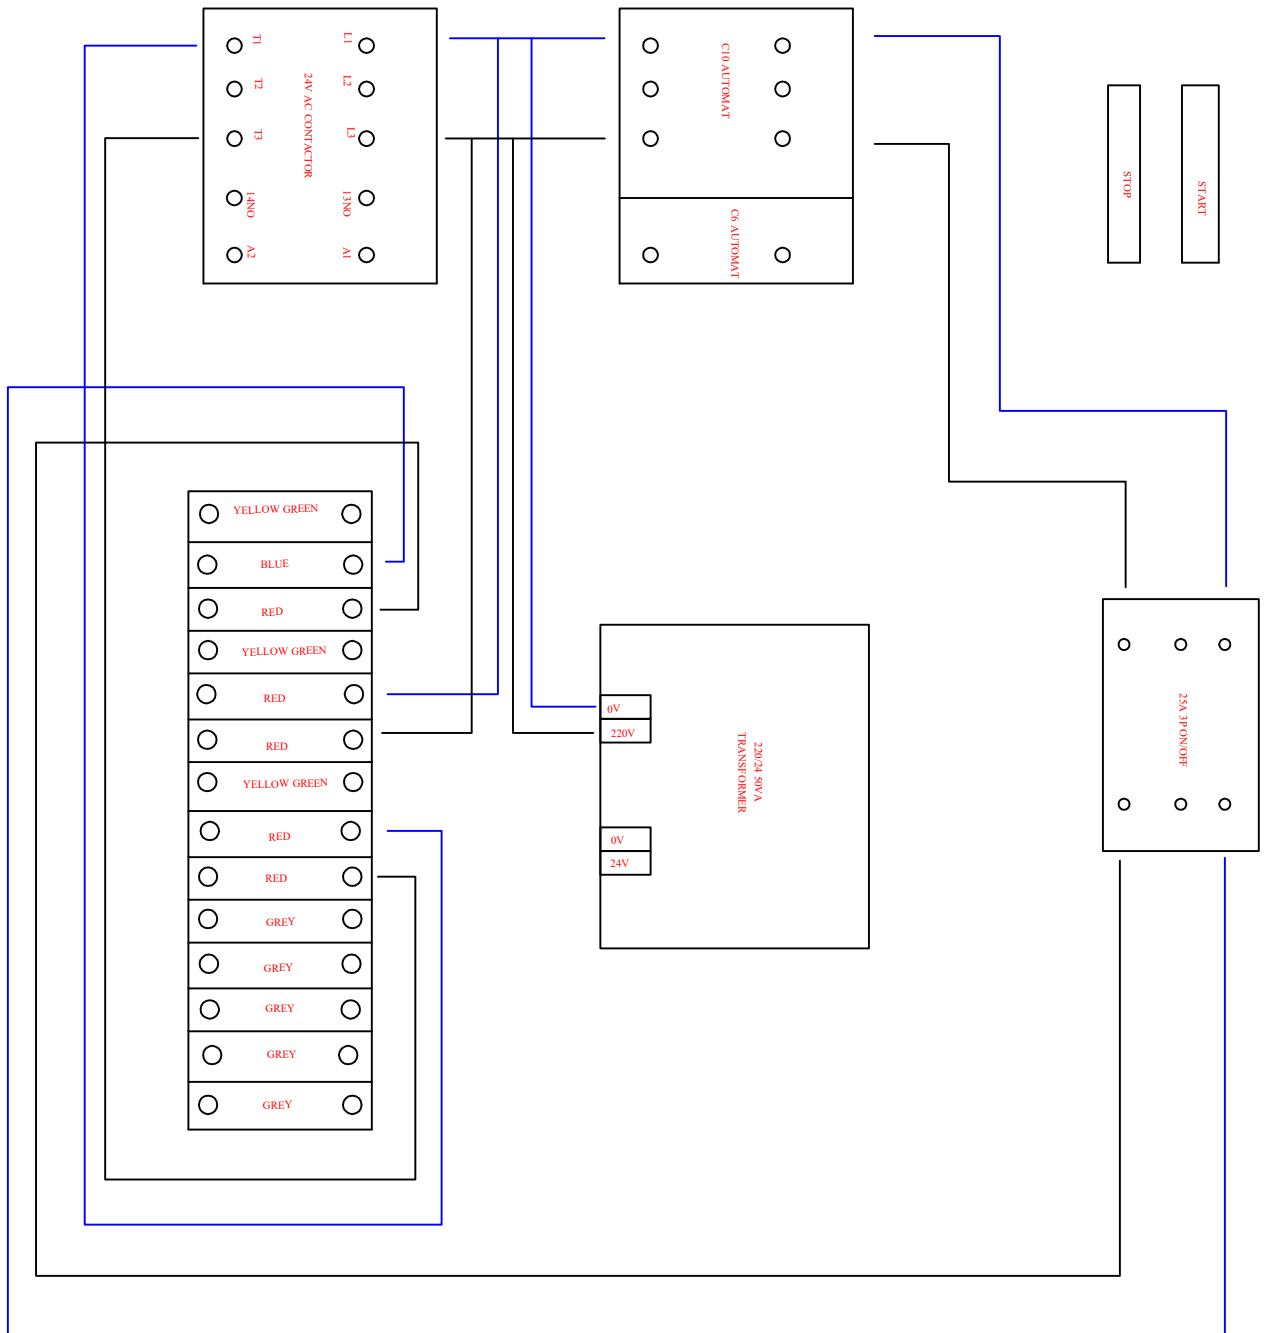 T1
L1
T2
L2
24V AC CONTACTOR
T3
L3
14NO
13NO
A2
A1
C10 AUTOMAT
C6 AUTOMAT
STOP
START
YELLOW GREEN
BLUE
RED
YELLOW GREEN
RED
RED
YELLOW GREEN
RED
RED
GREY
GREY
GREY
GREY
GREY
0V
220V
220/24 50VA
TRANSFORMER
0V
24V
25A 3P ON/OFF